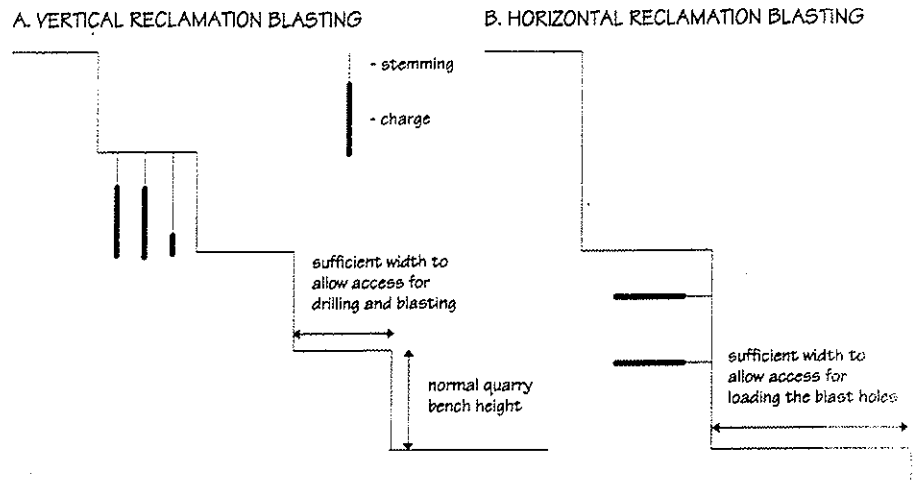 A. VERTICAL RECLAMATION BLASTING
- stemming
- charge
sufficient width to
allow access for
drilling and blasting
normal quarry
bench height
B. HORIZONTAL RECLAMATION BLASTING
sufficient width to
allow access for
loading the blast holes